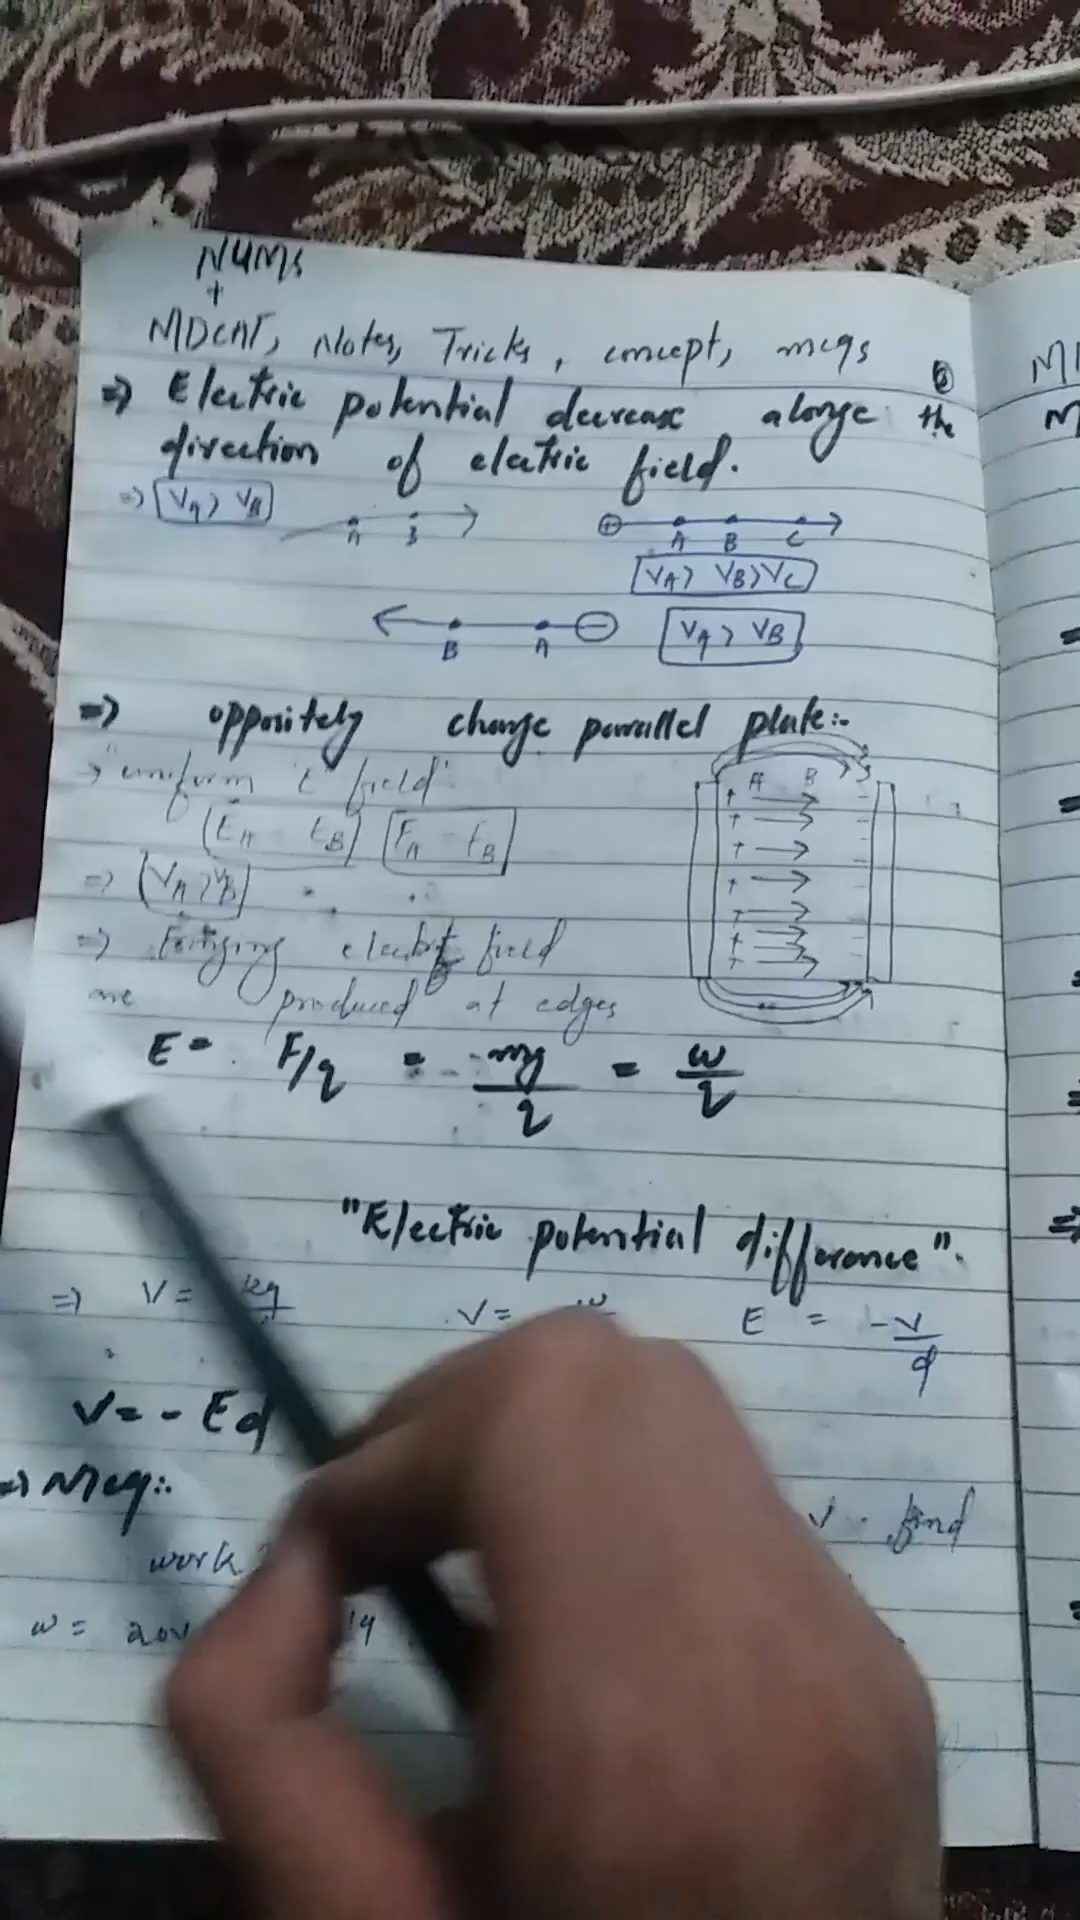 NUMS
+
MDCAT, Notes, Tricks, concept, mcqs
⇒ Electric potential decrease alonge the
direction of electric field.
⇒ VA > VB
A B
+ A B C
VA > VB > VC
B A −
VA > VB
⇒ oppositely charge parallel plate:-
→ "uniform E field"
EA = EB FA = FB
A B
⇒ VA > VB
⇒ Fringing electric field
are produced at edges
E = F/q = mg/q = w/q
"Electric potential difference".
⇒ V = kq
V =
E = -V/d
V = - Ed
⇒ Mcq:-
V find
work
w = 20V